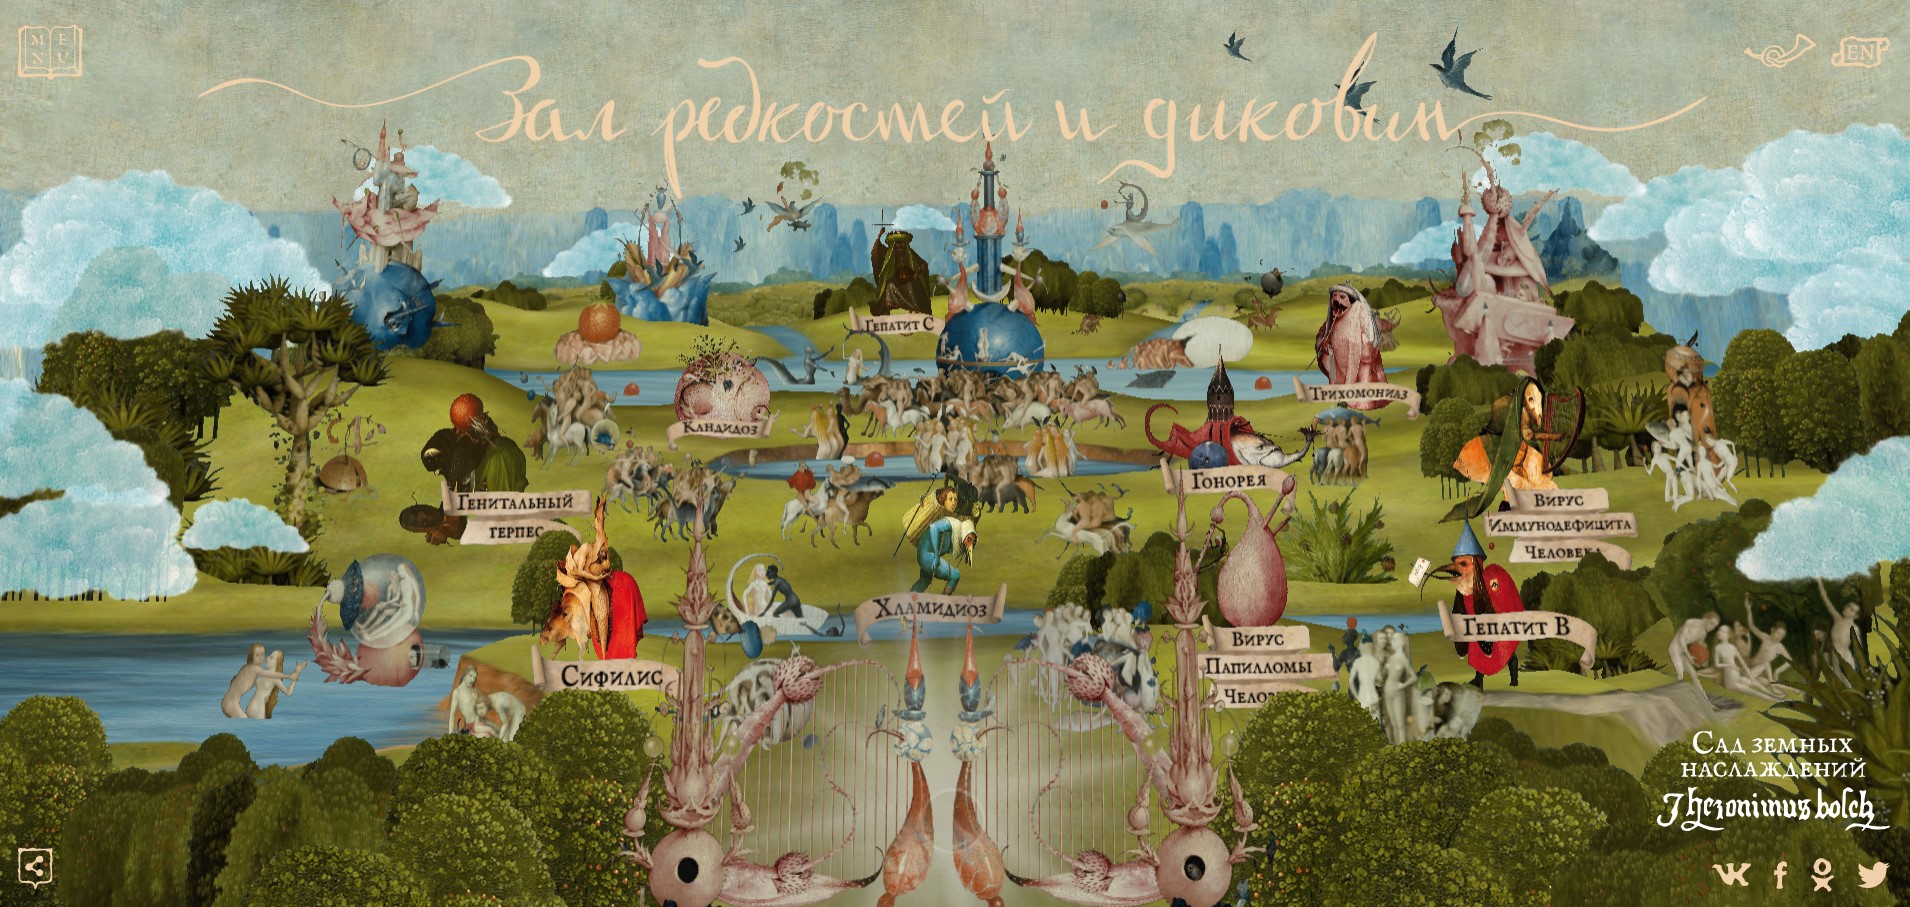 MENU
EN
Зал редкостей и диковин
Гепатит С
Трихомониаз
Кандидоз
Гонорея
Генитальный
герпес
Вирус
Иммунодефицита
Человека
Хламидиоз
Гепатит В
Сифилис
Вирус
Папилломы
Сад земных
наслаждений
Jheronimus bosch